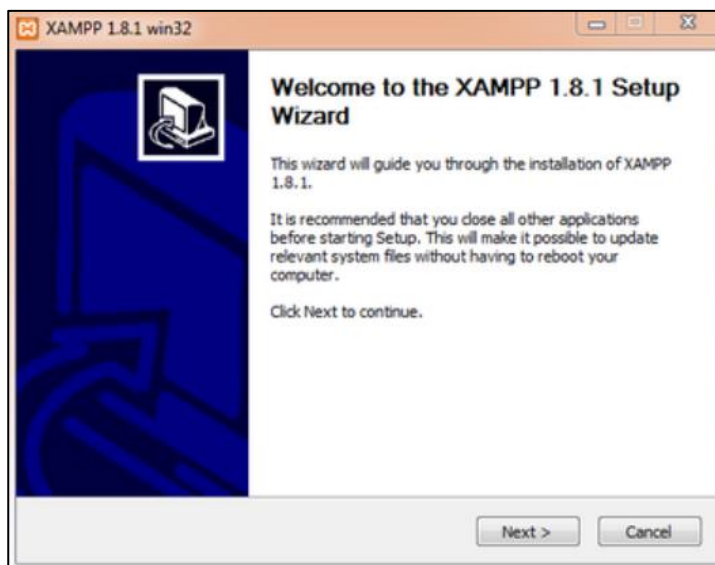 XAMPP 1.8.1 win32
Welcome to the XAMPP 1.8.1 Setup
Wizard
This wizard will guide you through the installation of XAMPP
1.8.1.
It is recommended that you close all other applications
before starting Setup. This will make it possible to update
relevant system files without having to reboot your
computer.
Click Next to continue.
Next >
Cancel